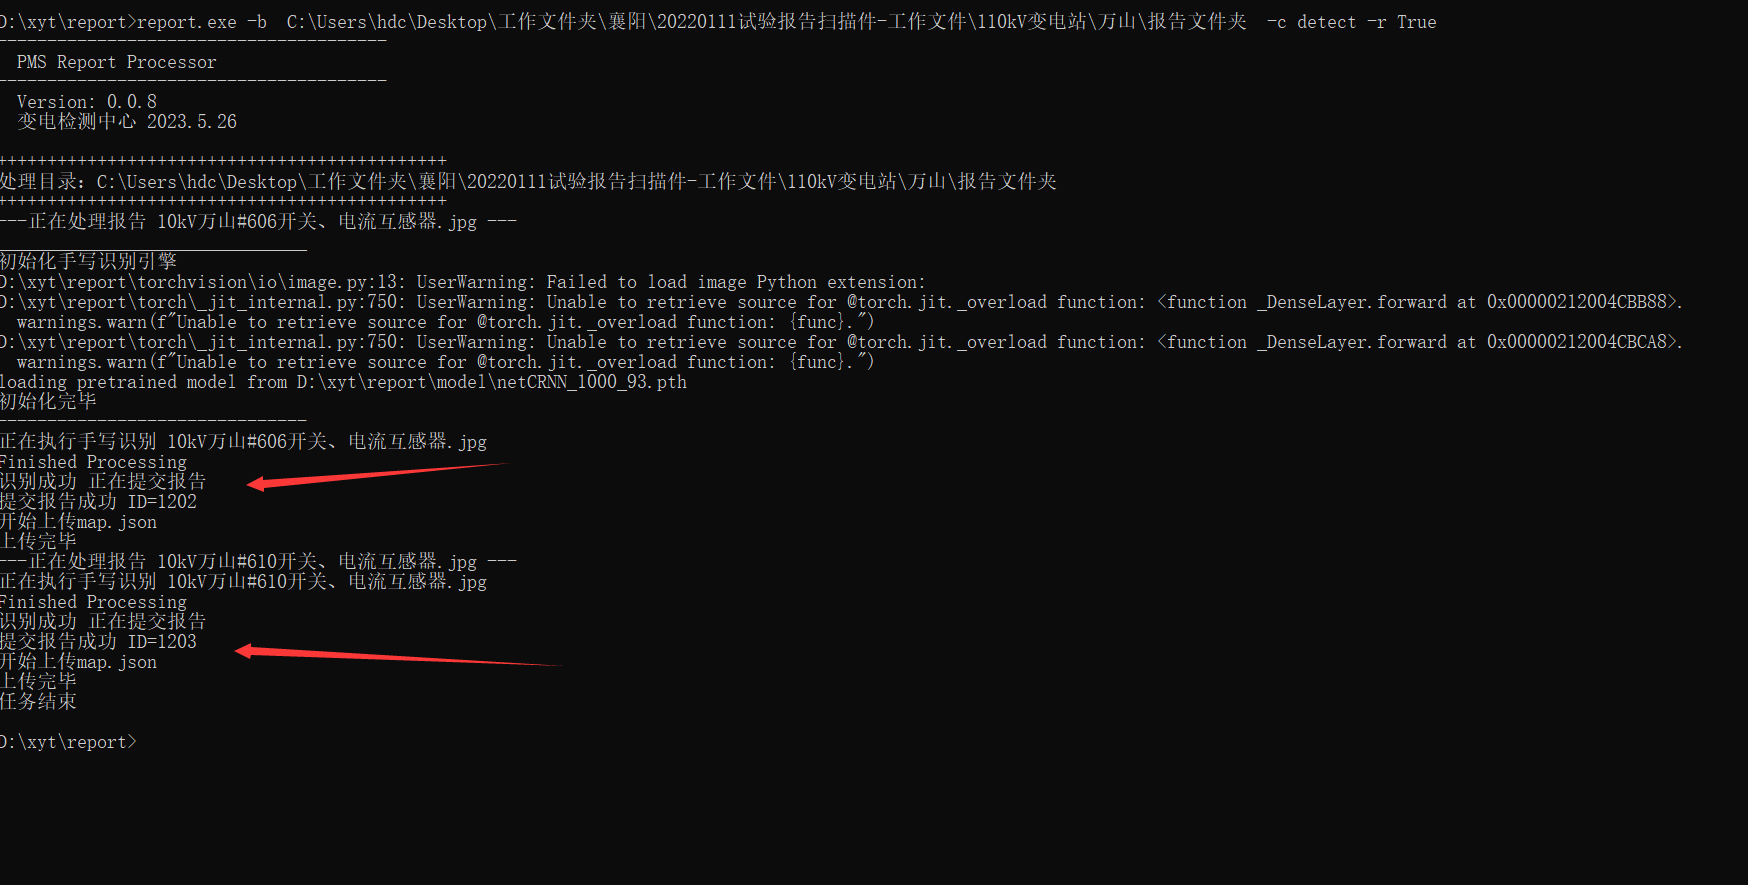 D:\xyt\report>report.exe -b  C:\Users\hdc\Desktop\工作文件夹\襄阳\20220111试验报告扫描件-工作文件\110kV变电站\万山\报告文件夹  -c detect -r True
---------------------------------------
PMS Report Processor
---------------------------------------
Version: 0.0.8
变电检测中心 2023.5.26
+++++++++++++++++++++++++++++++++++++++++++++
处理目录: C:\Users\hdc\Desktop\工作文件夹\襄阳\20220111试验报告扫描件-工作文件\110kV变电站\万山\报告文件夹
+++++++++++++++++++++++++++++++++++++++++++++
---正在处理报告 10kV万山#606开关、电流互感器.jpg ---
_______________________________
初始化手写识别引擎
D:\xyt\report\torchvision\io\image.py:13: UserWarning: Failed to load image Python extension:
D:\xyt\report\torch\_jit_internal.py:750: UserWarning: Unable to retrieve source for @torch.jit._overload function: <function _DenseLayer.forward at 0x00000212004CBB88>.
warnings.warn(f"Unable to retrieve source for @torch.jit._overload function: {func}.")
D:\xyt\report\torch\_jit_internal.py:750: UserWarning: Unable to retrieve source for @torch.jit._overload function: <function _DenseLayer.forward at 0x00000212004CBCA8>.
warnings.warn(f"Unable to retrieve source for @torch.jit._overload function: {func}.")
loading pretrained model from D:\xyt\report\model\netCRNN_1000_93.pth
初始化完毕
-------------------------------
正在执行手写识别 10kV万山#606开关、电流互感器.jpg
Finished Processing
识别成功 正在提交报告
提交报告成功 ID=1202
开始上传map.json
上传完毕
---正在处理报告 10kV万山#610开关、电流互感器.jpg ---
正在执行手写识别 10kV万山#610开关、电流互感器.jpg
Finished Processing
识别成功 正在提交报告
提交报告成功 ID=1203
开始上传map.json
上传完毕
任务结束
D:\xyt\report>